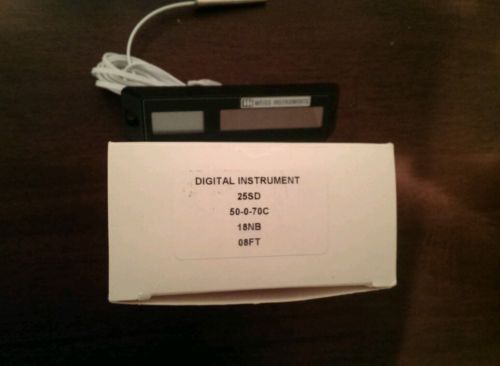 WEISS INSTRUMENTS
DIGITAL INSTRUMENT
25SD
50-0-70C
18NB
08FT